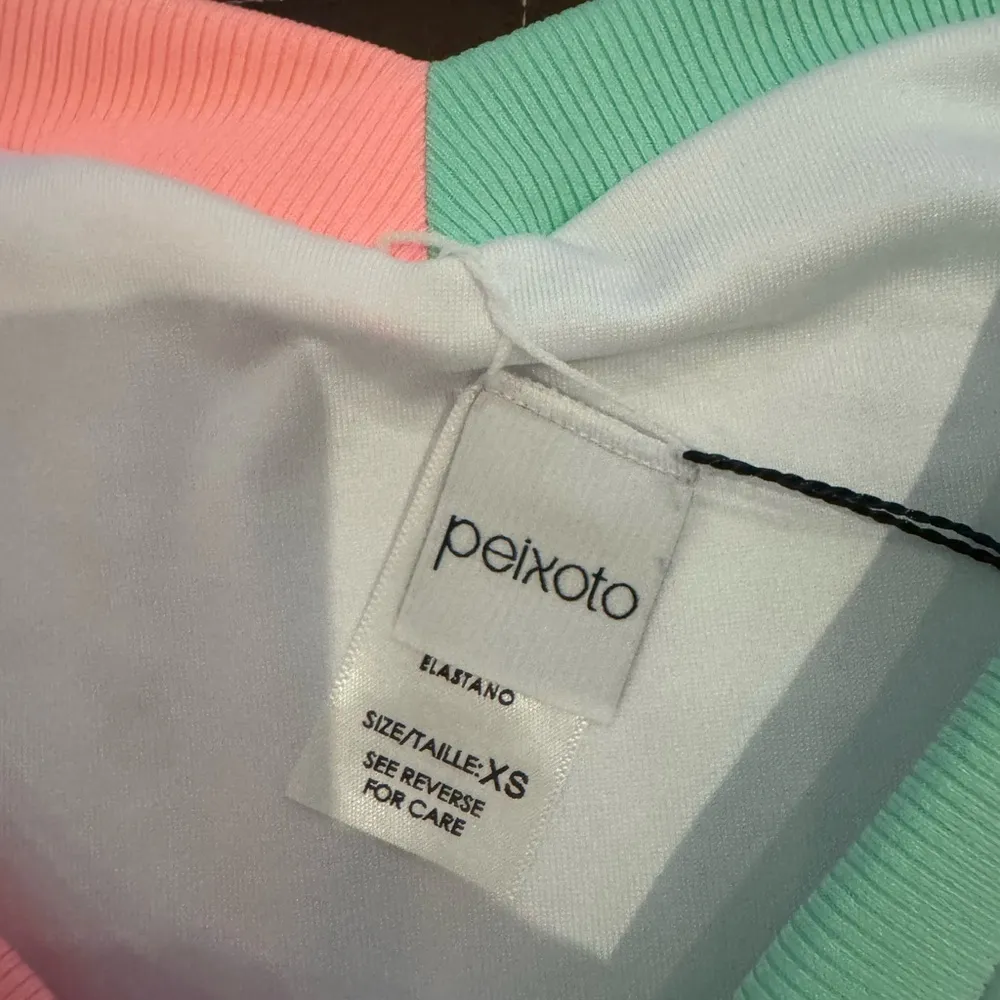 peixoto
ELASTANO
SIZE/TAILLE: XS
SEE REVERSE
FOR CARE